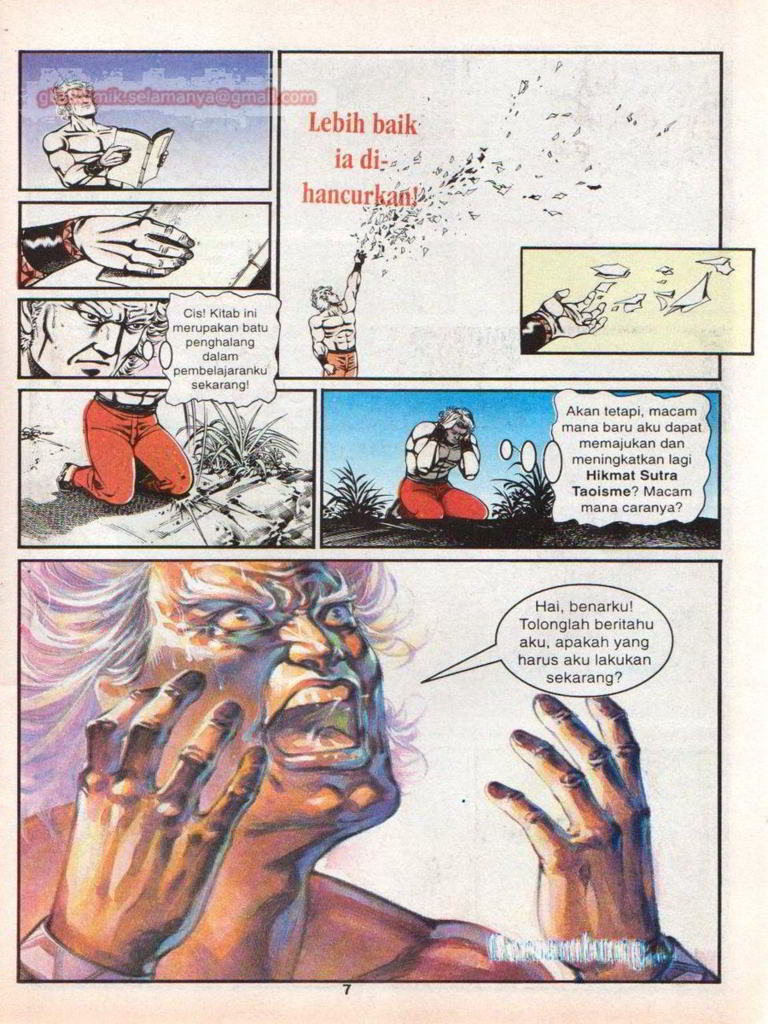 g
mik.selamanya@gmail.com
Lebih baik
ia di-
hancurkan!
Cis! Kitab ini
merupakan batu
penghalang
dalam
pembelajaranku
sekarang!
Akan tetapi, macam
mana baru aku dapat
memajukan dan
meningkatkan lagi
Hikmat Sutra
Taoisme? Macam
mana caranya?
Hai, benarku!
Tolonglah beritahu
aku, apakah yang
harus aku lakukan
sekarang?
7